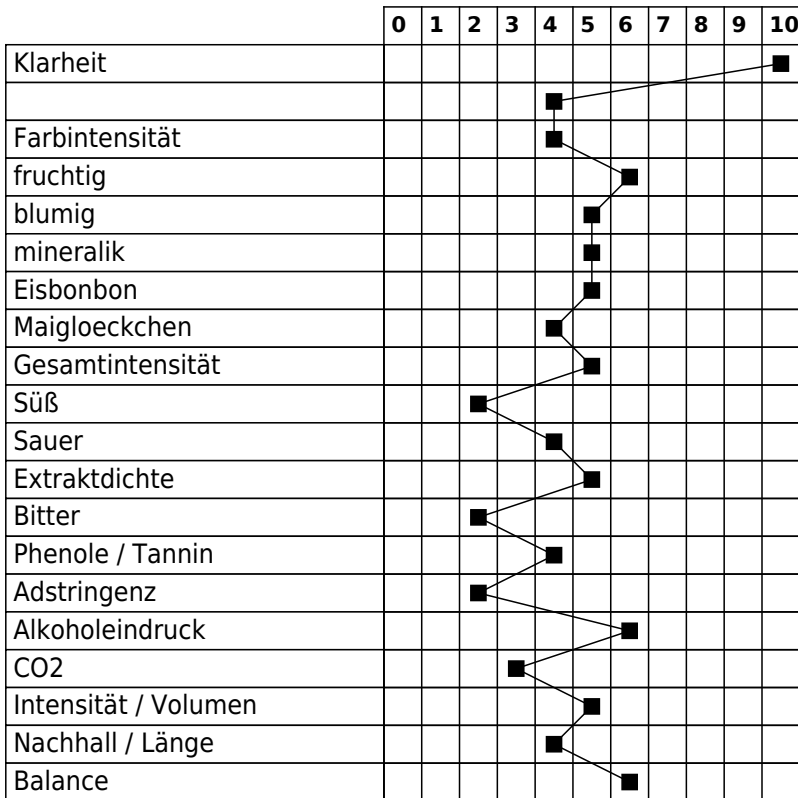 0 1 2 3 4 5 6 7 8 9 10
Klarheit
Farbintensität
fruchtig
blumig
mineralik
Eisbonbon
Maigloeckchen
Gesamtintensität
Süß
Sauer
Extraktdichte
Bitter
Phenole / Tannin
Adstringenz
Alkoholeindruck
CO2
Intensität / Volumen
Nachhall / Länge
Balance